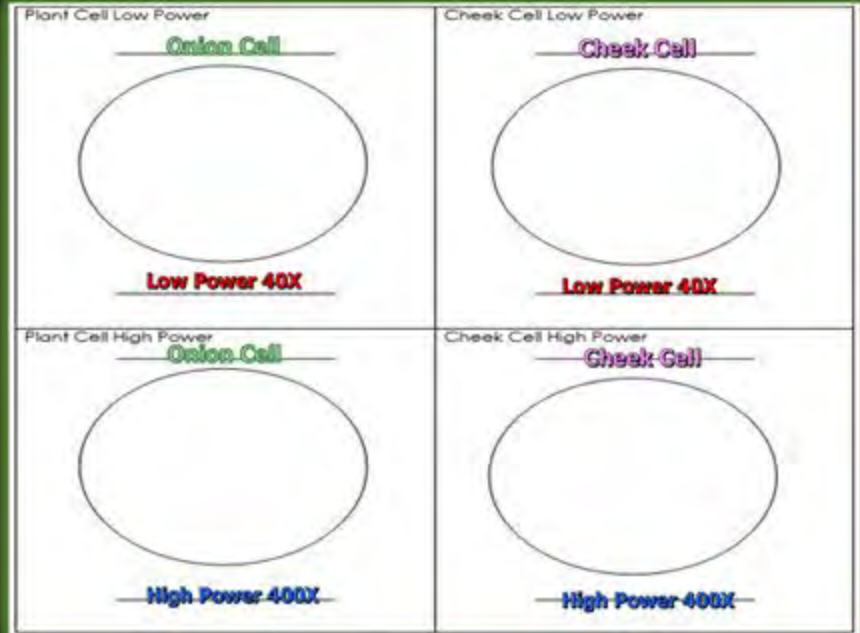 Plant Cell Low Power
Onion Cell
Low Power 40X
Cheek Cell Low Power
Cheek Cell
Low Power 40X
Plant Cell High Power
Onion Cell
High Power 400X
Cheek Cell High Power
Cheek Cell
High Power 400X